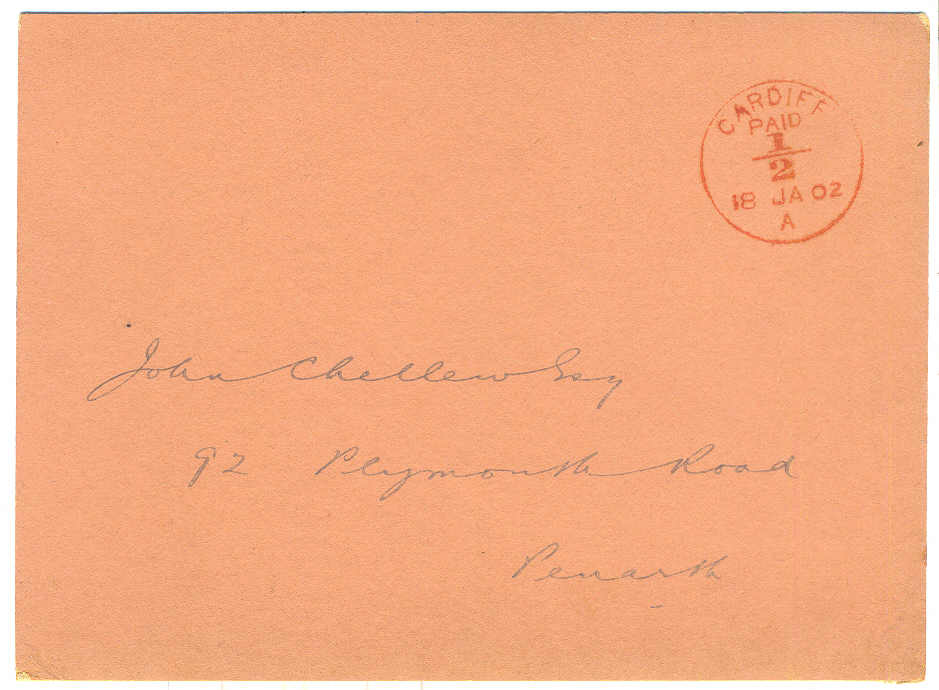 CARDIFF
PAID
1/2
18 JA 02
A
John Chellew Esq
92 Plymouth Road
Penarth